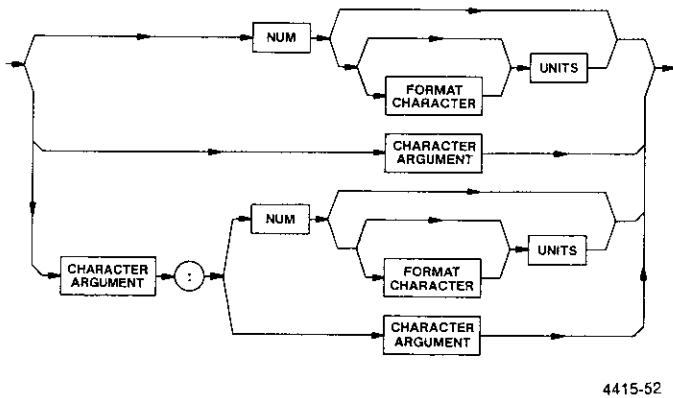 NUM
UNITS
FORMAT
CHARACTER
CHARACTER
ARGUMENT
NUM
UNITS
FORMAT
CHARACTER
CHARACTER
ARGUMENT
:
CHARACTER
ARGUMENT
4415-52